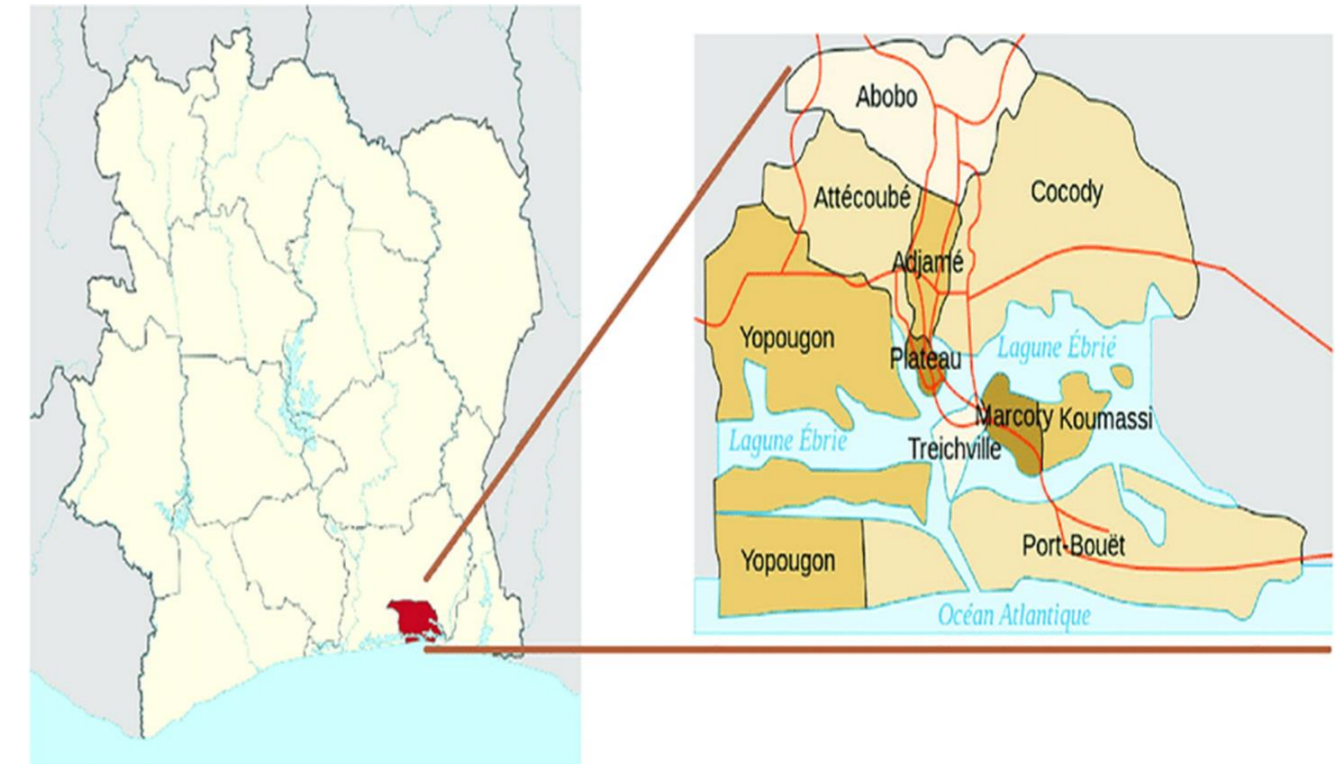 Abobo
Attécoubé
Cocody
Adjamé
Yopougon
Plateau
Lagune Ébrié
Marcory
Koumassi
Lagune Ébrié
Treichville
Port-Bouët
Yopougon
Océan Atlantique